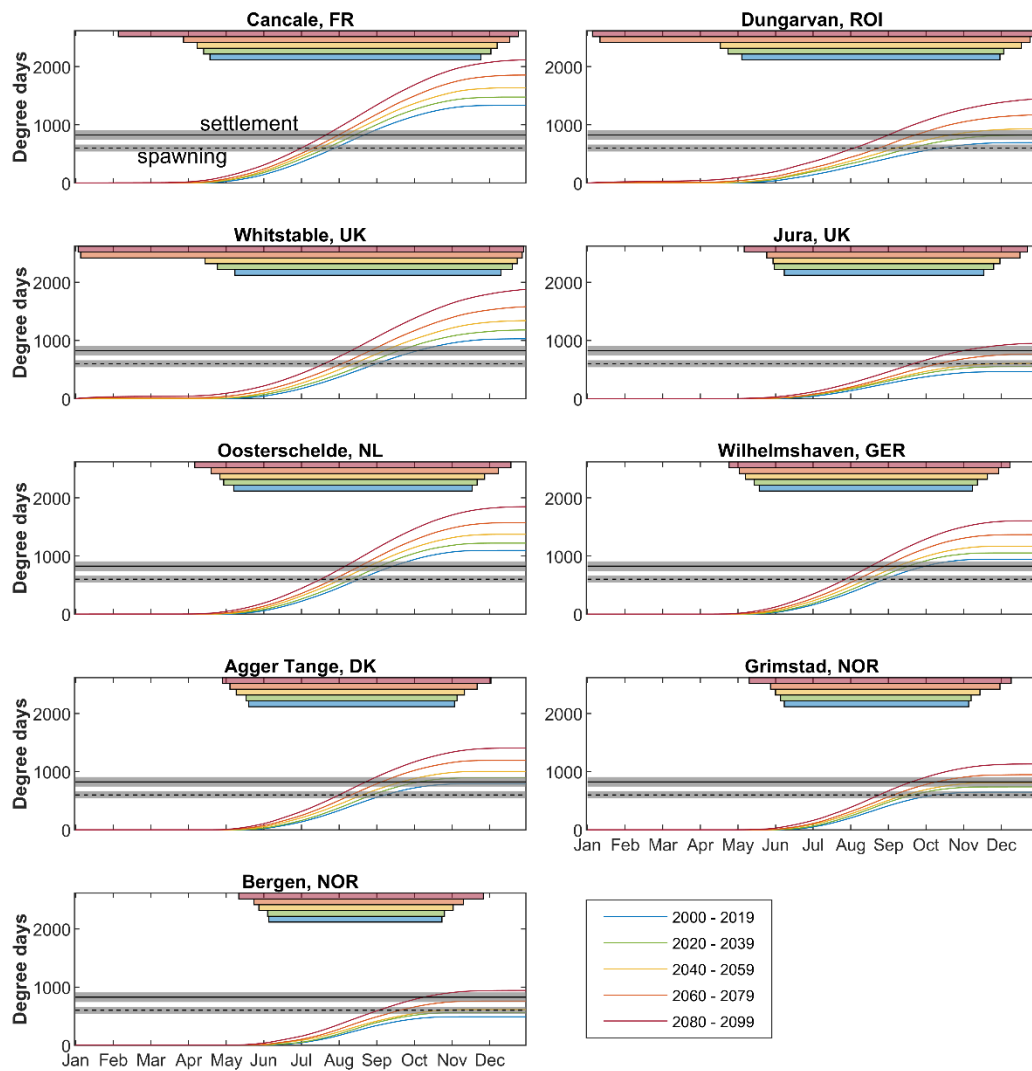 Cancale, FR
Dungarvan, ROI
Degree days
2000
1000
0
settlement
spawning
Whitstable, UK
Jura, UK
Degree days
2000
1000
0
2000
1000
0
Oosterschelde, NL
Wilhelmshaven, GER
Degree days
2000
1000
0
2000
1000
0
Agger Tange, DK
Grimstad, NOR
Degree days
2000
1000
0
2000
1000
0
Jan Feb Mar Apr May Jun Jul Aug Sep Oct Nov Dec
Bergen, NOR
Degree days
2000
1000
0
Jan Feb Mar Apr May Jun Jul Aug Sep Oct Nov Dec
2000 - 2019
2020 - 2039
2040 - 2059
2060 - 2079
2080 - 2099
2000
1000
0